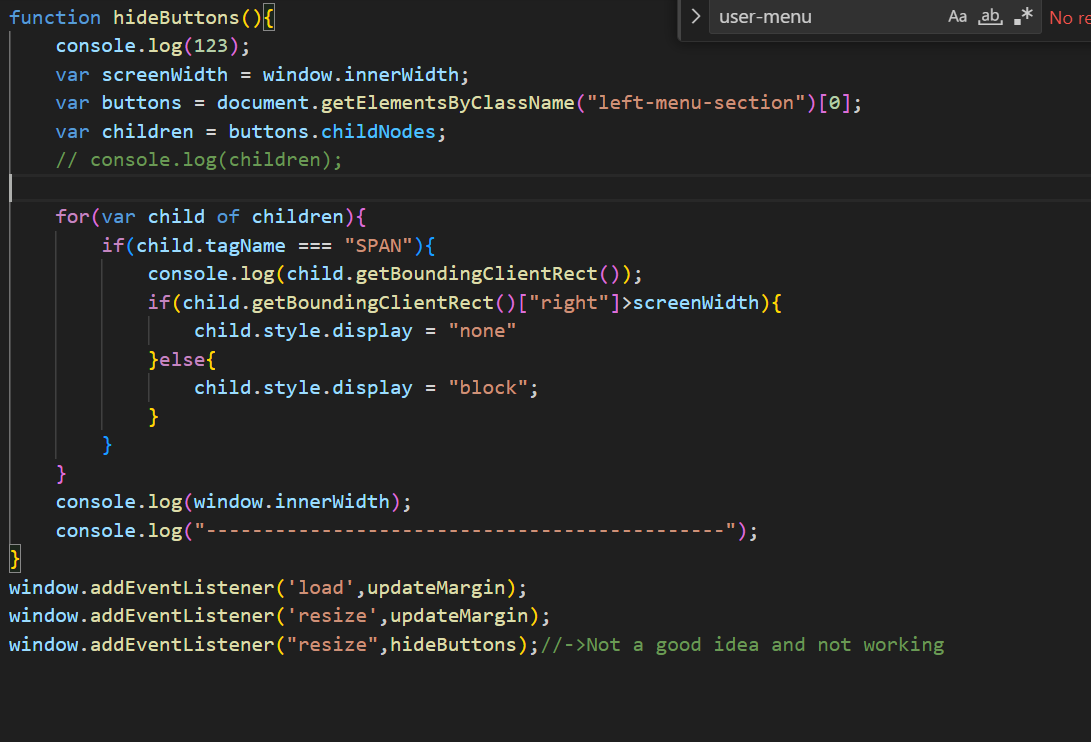 function hideButtons(){
user-menu Aa ab .* No re
    console.log(123);
    var screenWidth = window.innerWidth;
    var buttons = document.getElementsByClassName("left-menu-section")[0];
    var children = buttons.childNodes;
    // console.log(children);
    for(var child of children){
        if(child.tagName === "SPAN"){
            console.log(child.getBoundingClientRect());
            if(child.getBoundingClientRect()["right"]>screenWidth){
                child.style.display = "none"
            }else{
                child.style.display = "block";
            }
        }
    }
    console.log(window.innerWidth);
    console.log("---------------------------------------------");
}
window.addEventListener('load',updateMargin);
window.addEventListener('resize',updateMargin);
window.addEventListener("resize",hideButtons);//->Not a good idea and not working